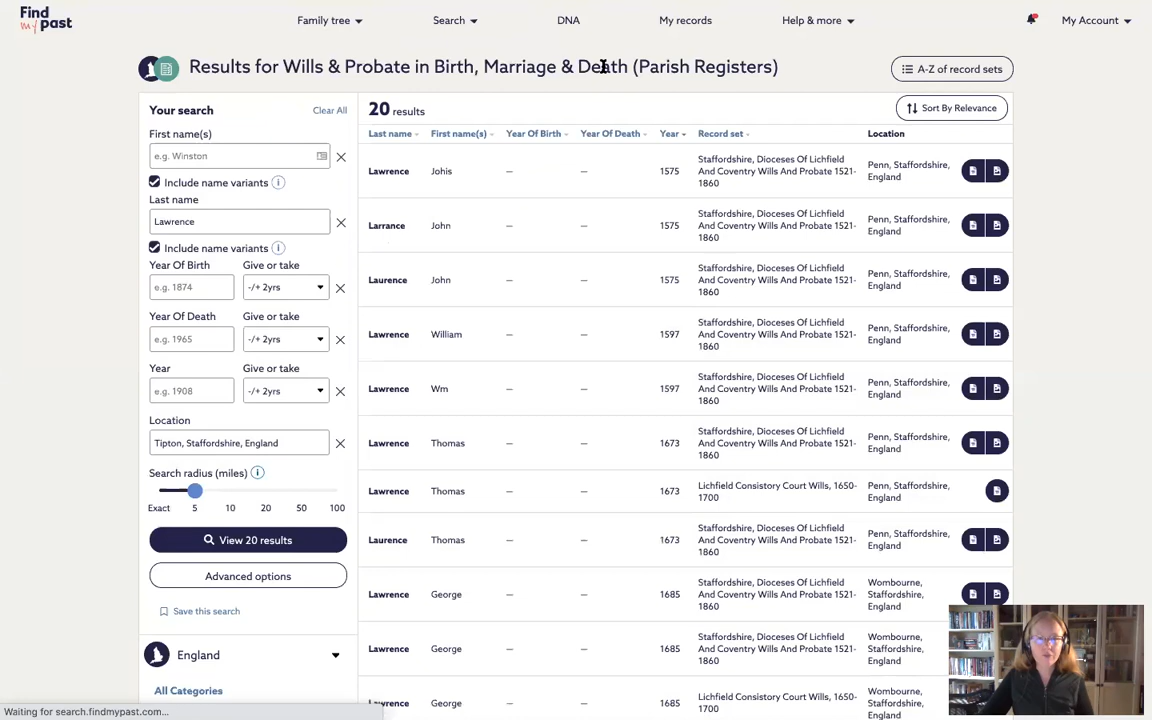 Find my past
Family tree Search DNA My records Help & more My Account
Results for Wills & Probate in Birth, Marriage & Death (Parish Registers)
A-Z of record sets
Your search Clear All
First name(s)
e.g. Winston
Include name variants
Last name
Lawrence
Include name variants
Year Of Birth Give or take
e.g. 1874 -/+ 2yrs
Year Of Death Give or take
e.g. 1965 -/+ 2yrs
Year Give or take
e.g. 1908 -/+ 2yrs
Location
Tipton, Staffordshire, England
Search radius (miles)
Exact 5 10 20 50 100
View 20 results
Advanced options
Save this search
England
All Categories
20 results
Sort By Relevance
Last name First name(s) Year Of Birth Year Of Death Year Record set Location
Lawrence Johis – – 1575 Staffordshire, Dioceses Of Lichfield And Coventry Wills And Probate 1521-1860 Penn, Staffordshire, England
Larrance John – – 1575 Staffordshire, Dioceses Of Lichfield And Coventry Wills And Probate 1521-1860 Penn, Staffordshire, England
Laurence John – – 1575 Staffordshire, Dioceses Of Lichfield And Coventry Wills And Probate 1521-1860 Penn, Staffordshire, England
Lawrence William – – 1597 Staffordshire, Dioceses Of Lichfield And Coventry Wills And Probate 1521-1860 Penn, Staffordshire, England
Lawrence Wm – – 1597 Staffordshire, Dioceses Of Lichfield And Coventry Wills And Probate 1521-1860 Penn, Staffordshire, England
Lawrence Thomas – – 1673 Staffordshire, Dioceses Of Lichfield And Coventry Wills And Probate 1521-1860 Penn, Staffordshire, England
Lawrence Thomas – – 1673 Lichfield Consistory Court Wills, 1650-1700 Penn, Staffordshire, England
Laurence Thomas – – 1673 Staffordshire, Dioceses Of Lichfield And Coventry Wills And Probate 1521-1860 Penn, Staffordshire, England
Lawrence George – – 1685 Staffordshire, Dioceses Of Lichfield And Coventry Wills And Probate 1521-1860 Wombourne, Staffordshire, England
Lawrence George – – 1685 Staffordshire, Dioceses Of Lichfield And Coventry Wills And Probate 1521-1860 Wombourne, Staffordshire, England
Lawrence George – – 1685 Lichfield Consistory Court Wills, 1650-1700 Wombourne, Staffordshire,
Waiting for search.findmypast.com...